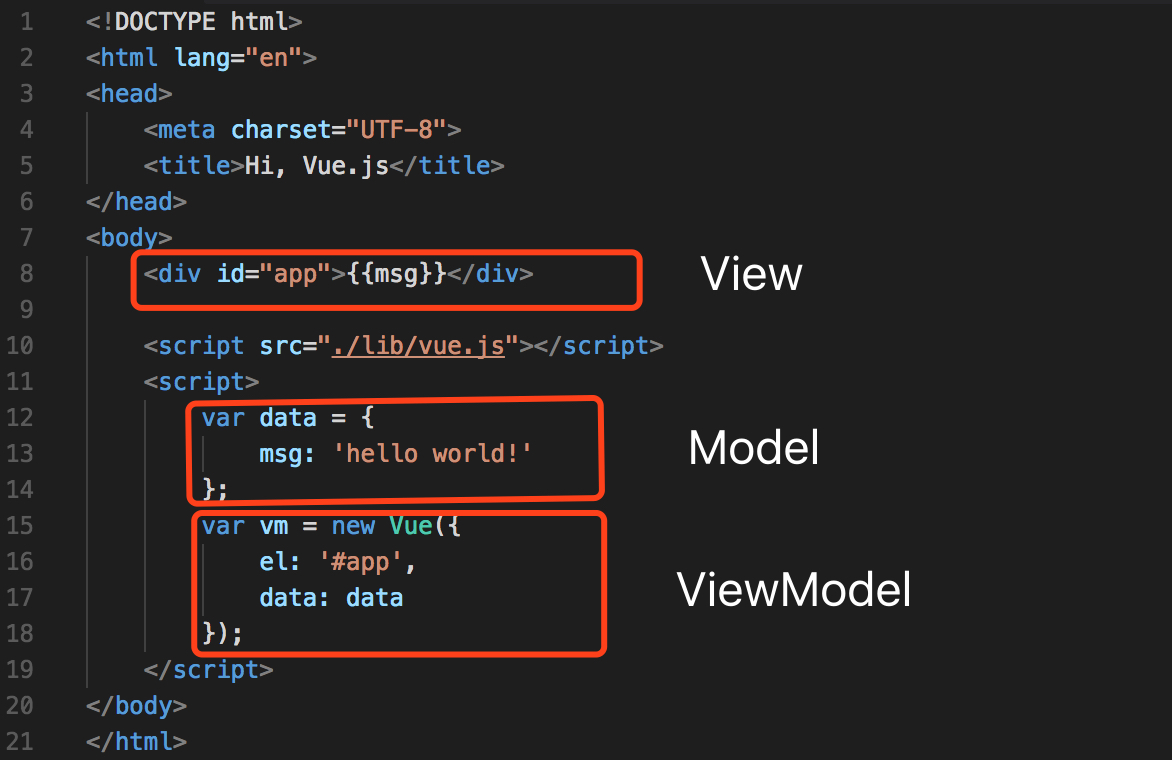 1 <!DOCTYPE html>
2 <html lang="en">
3 <head>
4     <meta charset="UTF-8">
5     <title>Hi, Vue.js</title>
6 </head>
7 <body>
8     <div id="app">{{msg}}</div> View
9
10     <script src="./lib/vue.js"></script>
11     <script>
12         var data = {
13             msg: 'hello world!' Model
14         };
15         var vm = new Vue({
16             el: '#app',
17             data: data ViewModel
18         });
19     </script>
20 </body>
21 </html>